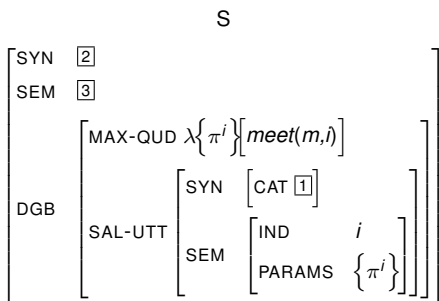 S
SYN 2
SEM 3
MAX-QUD λ{π^i}[meet(m,i)]
SYN [CAT 1]
DGB
SAL-UTT
IND i
SEM
PARAMS {π^i}